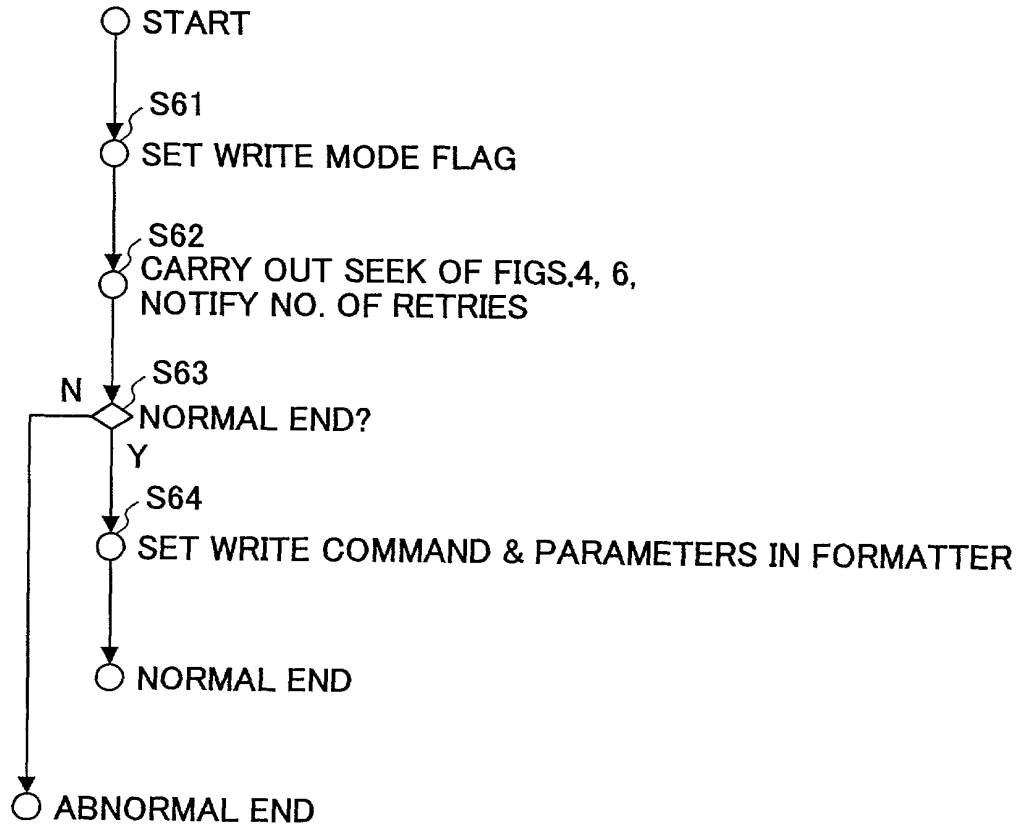 START
S61
SET WRITE MODE FLAG
S62
CARRY OUT SEEK OF FIGS.4, 6,
NOTIFY NO. OF RETRIES
S63
N
NORMAL END?
Y
S64
SET WRITE COMMAND & PARAMETERS IN FORMATTER
NORMAL END
ABNORMAL END